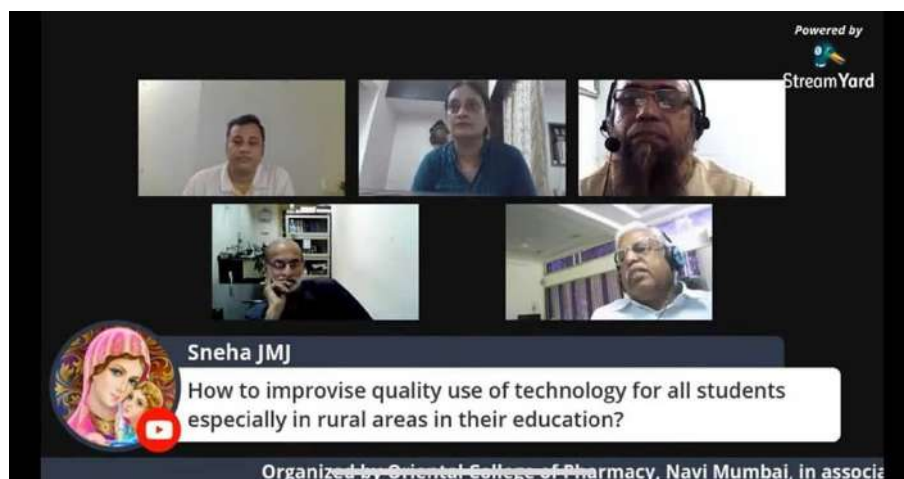 Powered by
StreamYard
Sneha JMJ
How to improvise quality use of technology for all students
especially in rural areas in their education?
Organized by Oriental College of Pharmacy, Navi Mumbai, in associa